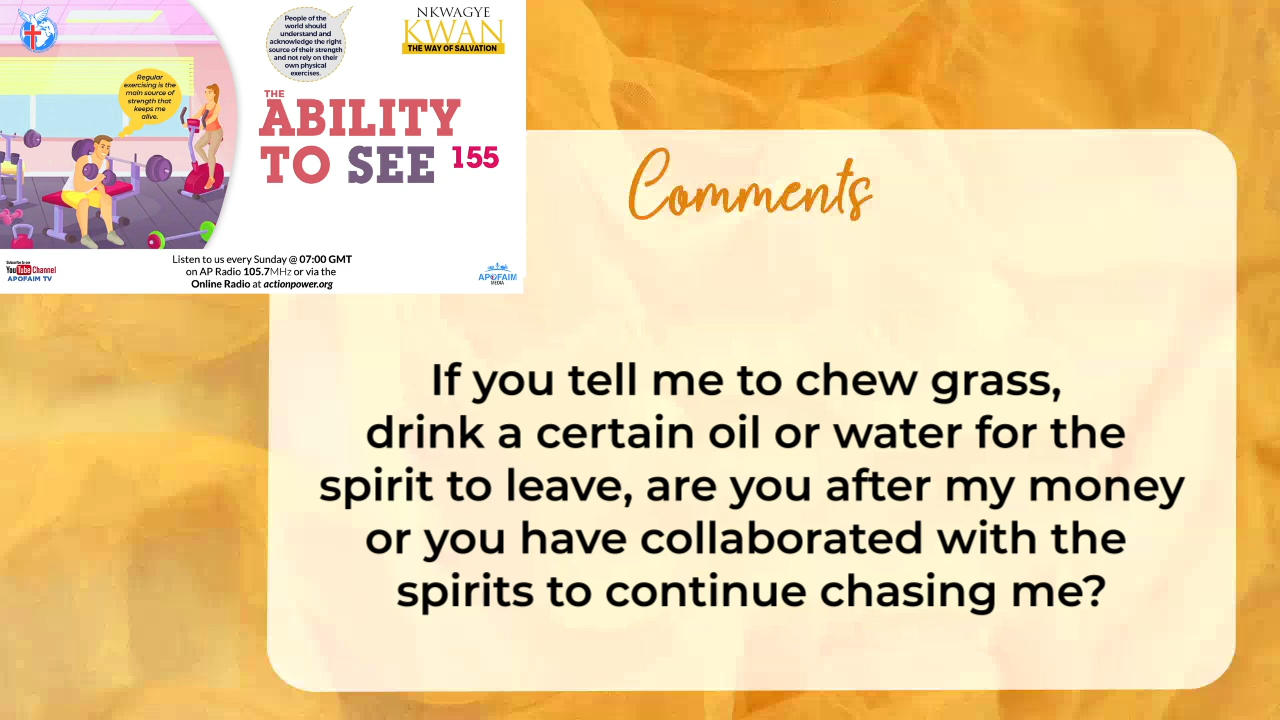 People of the
world should
understand and
acknowledge the right
source of their strength
and not rely on their
own physical
exercises.
NKWAGYE
KWAN
THE WAY OF SALVATION
Regular
exercising is the
main source of
strength that
keeps me
alive.
THE
ABILITY
TO SEE 155
Listen to us every Sunday @ 07:00 GMT
on AP Radio 105.7MHz or via the
Online Radio at actionpower.org
Subscribe to our
YouTube Channel
APOFAIM TV
APOFAIM
MEDIA
Comments
If you tell me to chew grass,
drink a certain oil or water for the
spirit to leave, are you after my money
or you have collaborated with the
spirits to continue chasing me?